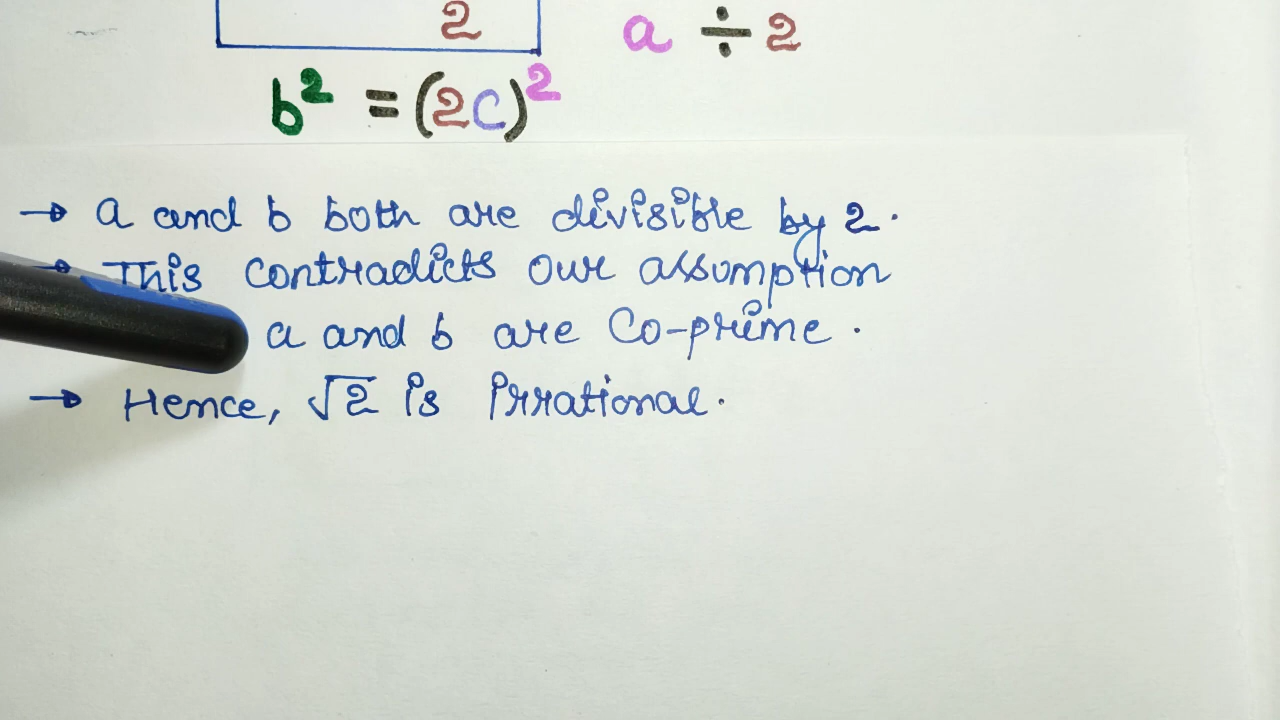 2 a ÷ 2
b² = (2c)²
→ a and b both are divisible by 2.
→ This contradicts our assumption
a and b are Co-prime.
→ Hence, √2 is irrational.